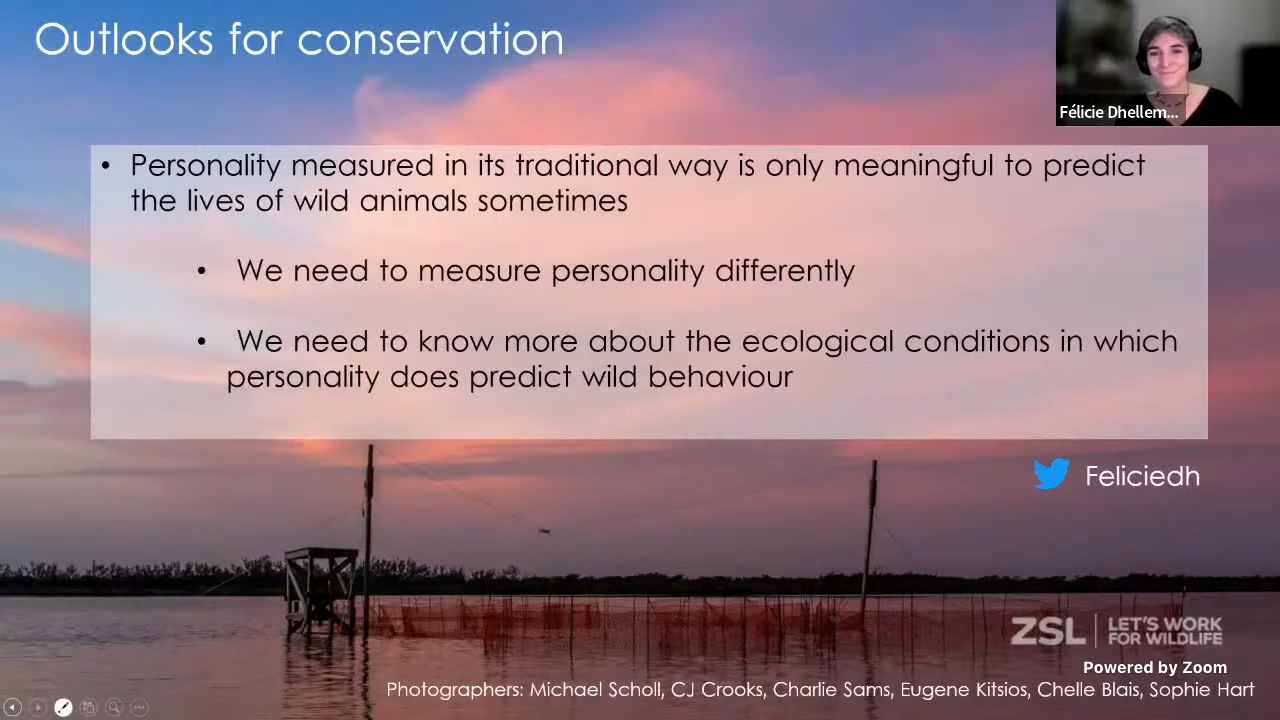 Outlooks for conservation
Félicie Dhellem...
• Personality measured in its traditional way is only meaningful to predict
the lives of wild animals sometimes
• We need to measure personality differently
• We need to know more about the ecological conditions in which
personality does predict wild behaviour
Feliciedh
ZSL | LET'S WORK
FOR WILDLIFE
Powered by Zoom
Photographers: Michael Scholl, CJ Crooks, Charlie Sams, Eugene Kitsios, Chelle Blais, Sophie Hart